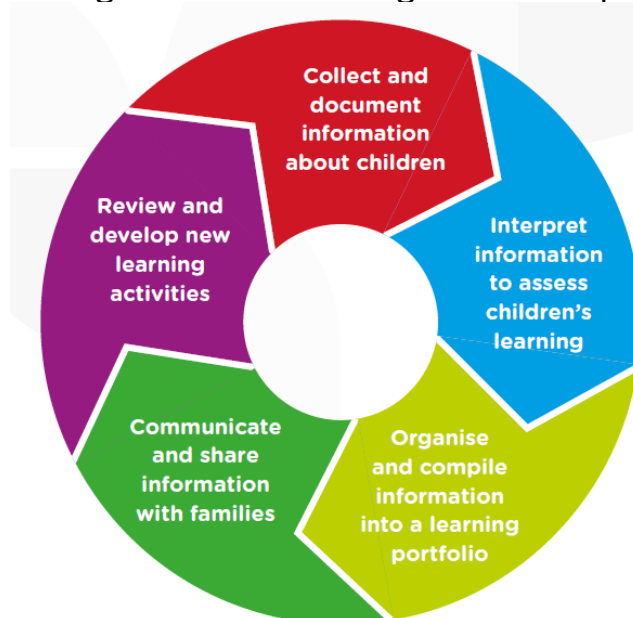 Collect and
document
information
about children
Interpret
information
to assess
children's
learning
Organise
and compile
information
into a learning
portfolio
Communicate
and share
information
with families
Review and
develop new
learning
activities